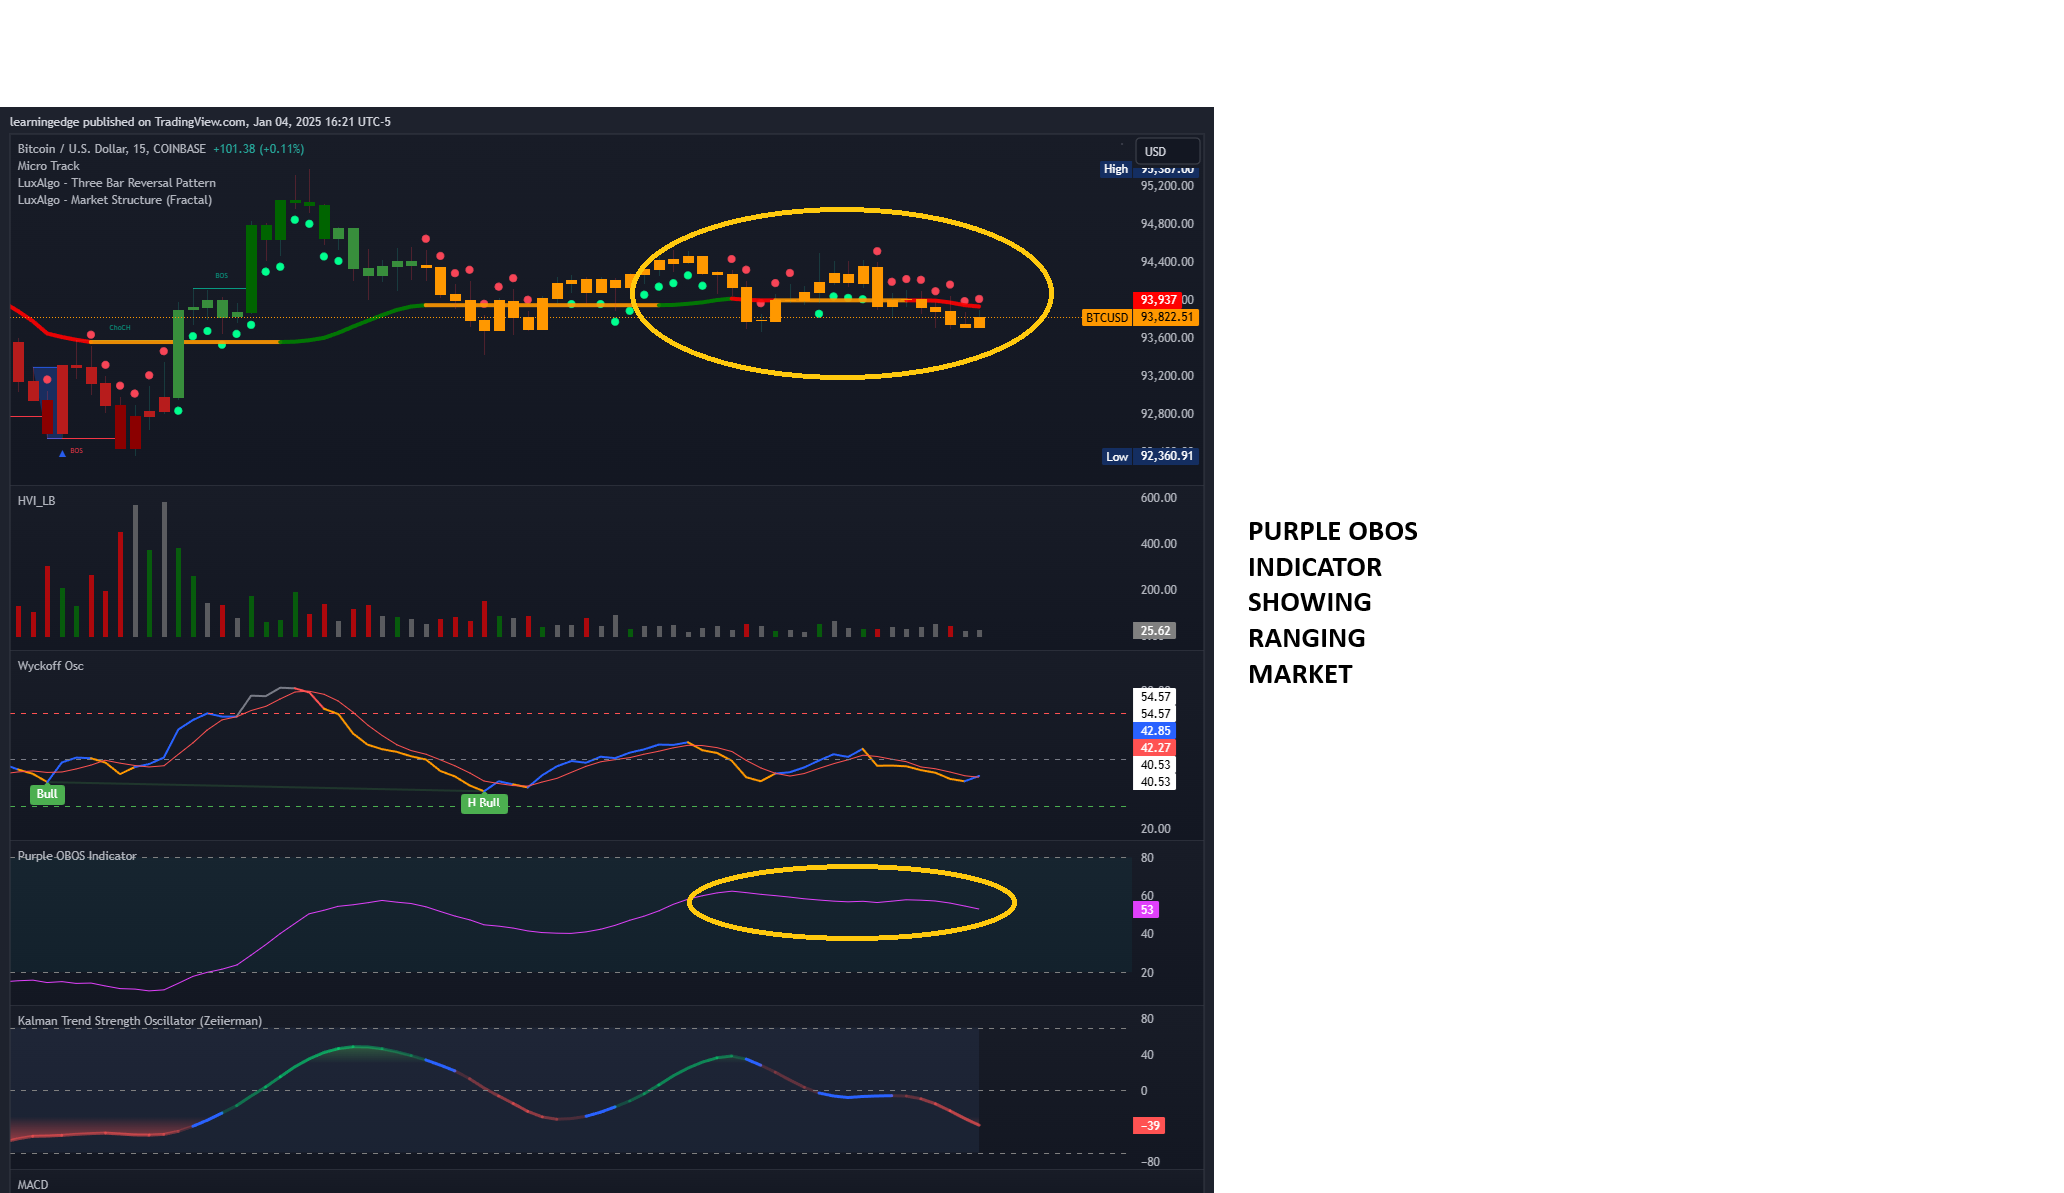 learningedge published on TradingView.com, Jan 04, 2025 16:21 UTC-5
Bitcoin / U.S. Dollar, 15, COINBASE +101.38 (+0.11%)
USD
Micro Track
High 95,387.00
LuxAlgo - Three Bar Reversal Pattern
95,200.00
LuxAlgo - Market Structure (Fractal)
94,800.00
94,400.00
BOS
93,937
BTCUSD 93,822.51
ChoCH
93,600.00
93,200.00
92,800.00
BOS
Low 92,360.91
HVI_LB
600.00
400.00
200.00
25.62
Wyckoff Osc
54.57
54.57
42.85
42.27
40.53
40.53
Bull
H Bull
20.00
Purple OBOS Indicator
80
60
53
40
20
Kalman Trend Strength Oscillator (Zeiierman)
80
40
0
−39
−80
MACD
PURPLE OBOS
INDICATOR
SHOWING
RANGING
MARKET